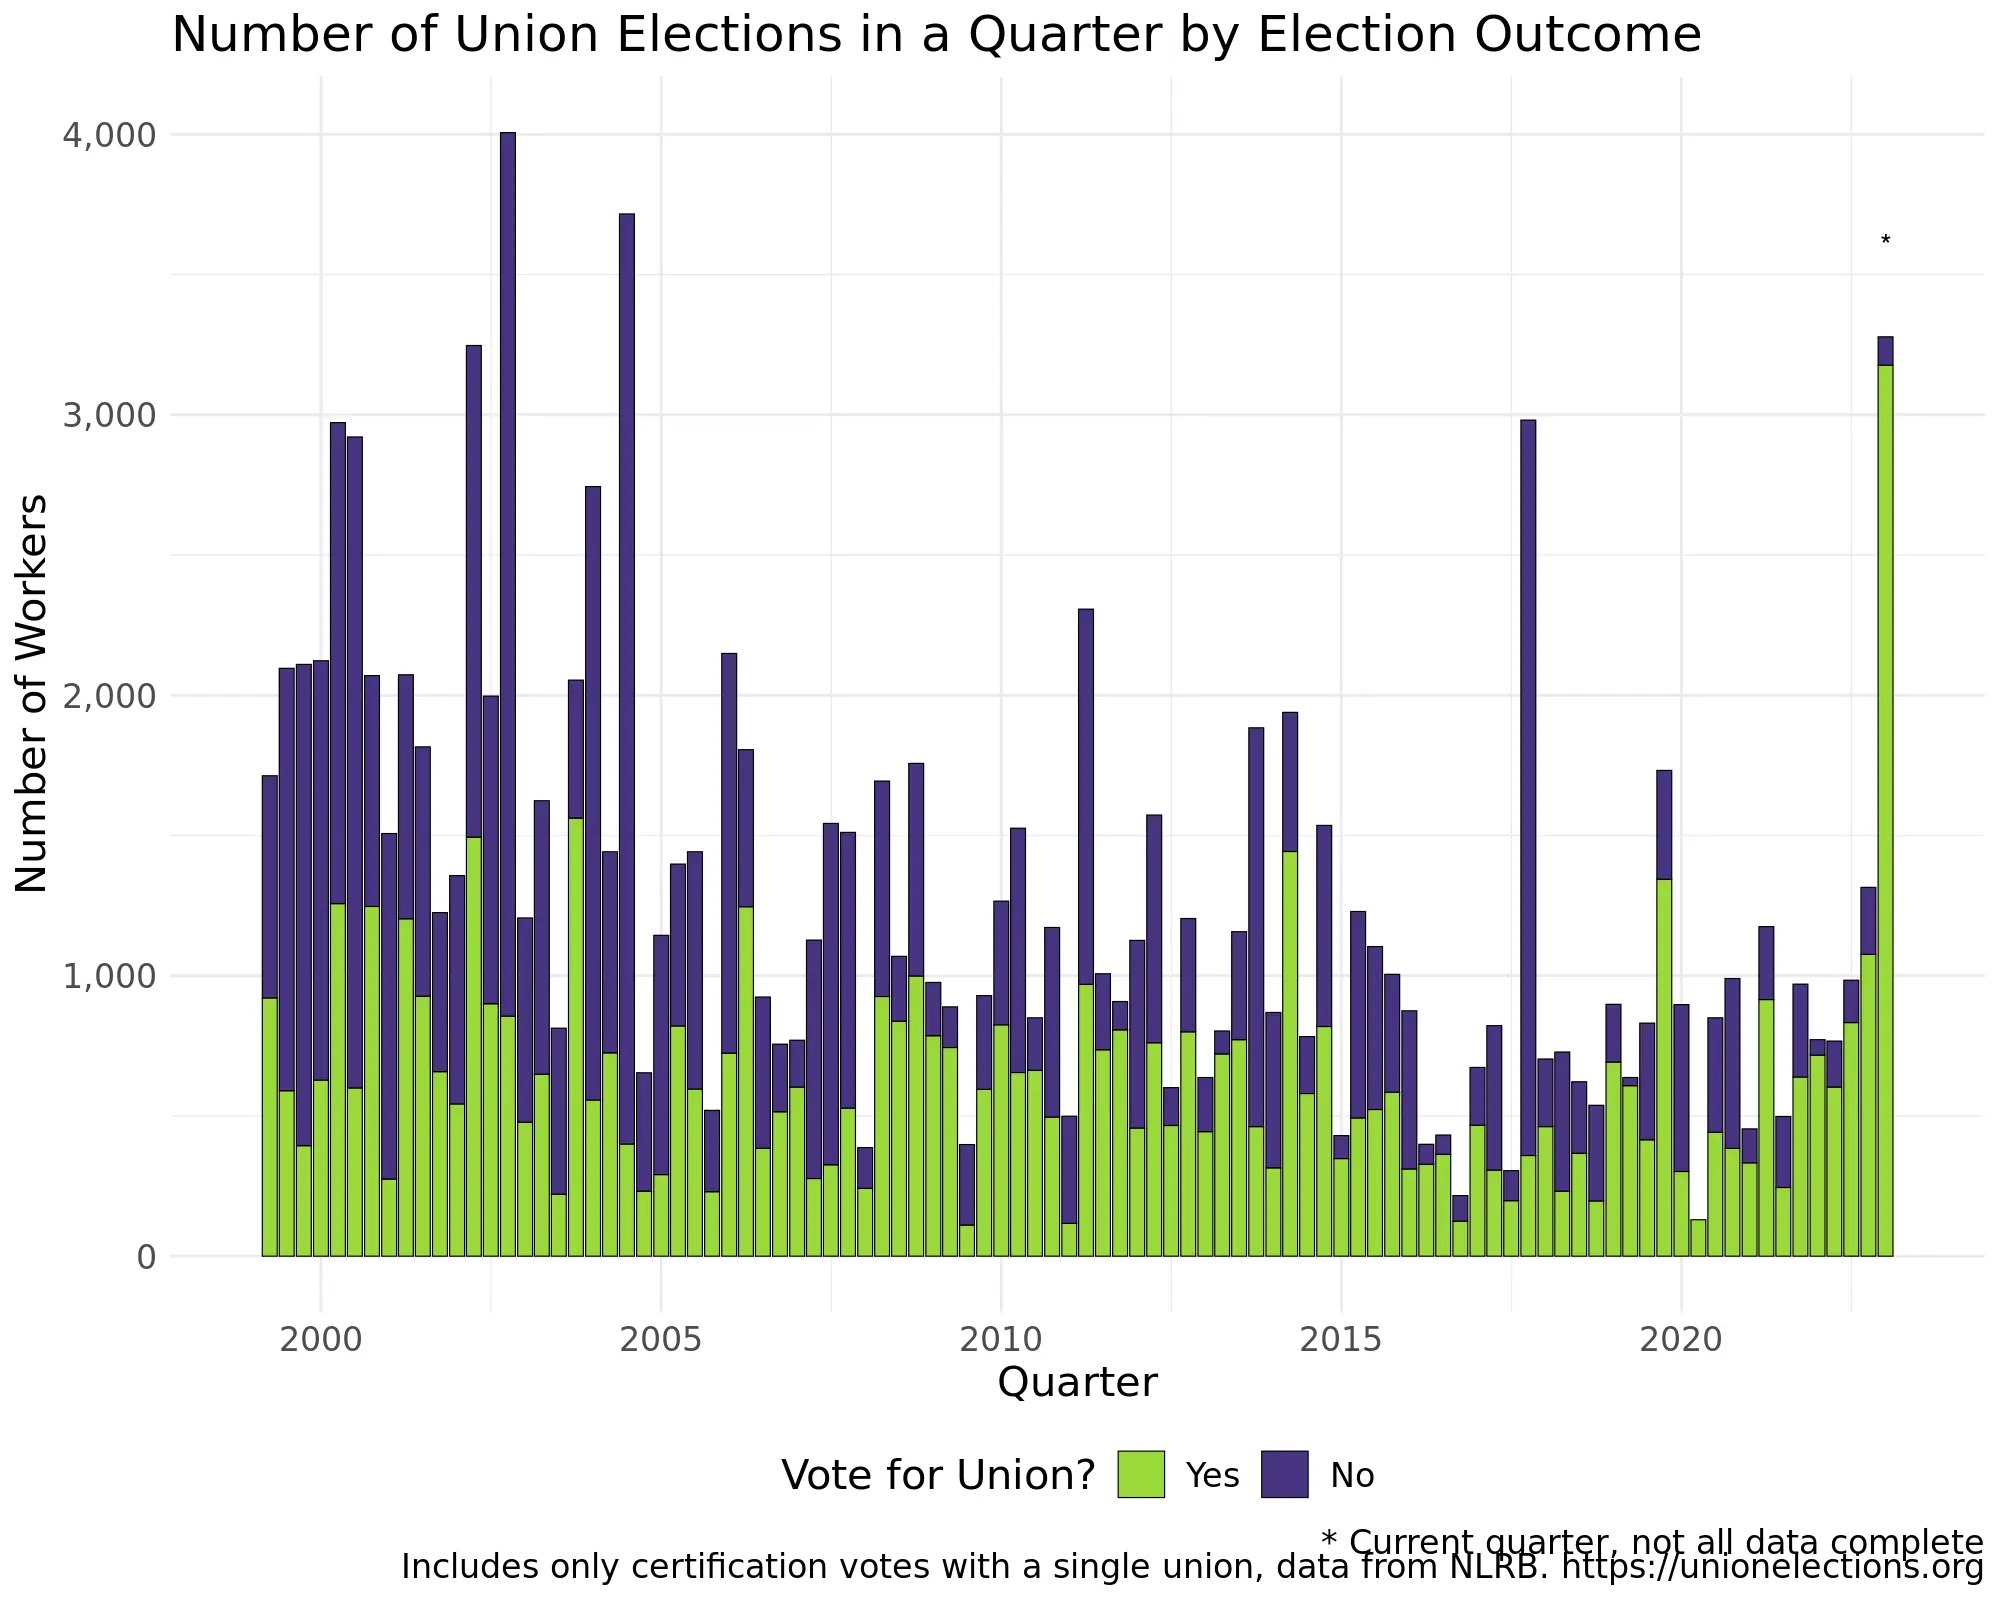 Number of Union Elections in a Quarter by Election Outcome
4,000
3,000
2,000
1,000
0
Number of Workers
*
2000 2005 2010 2015 2020
Quarter
Vote for Union? Yes No
* Current quarter, not all data complete
Includes only certification votes with a single union, data from NLRB. https://unionelections.org